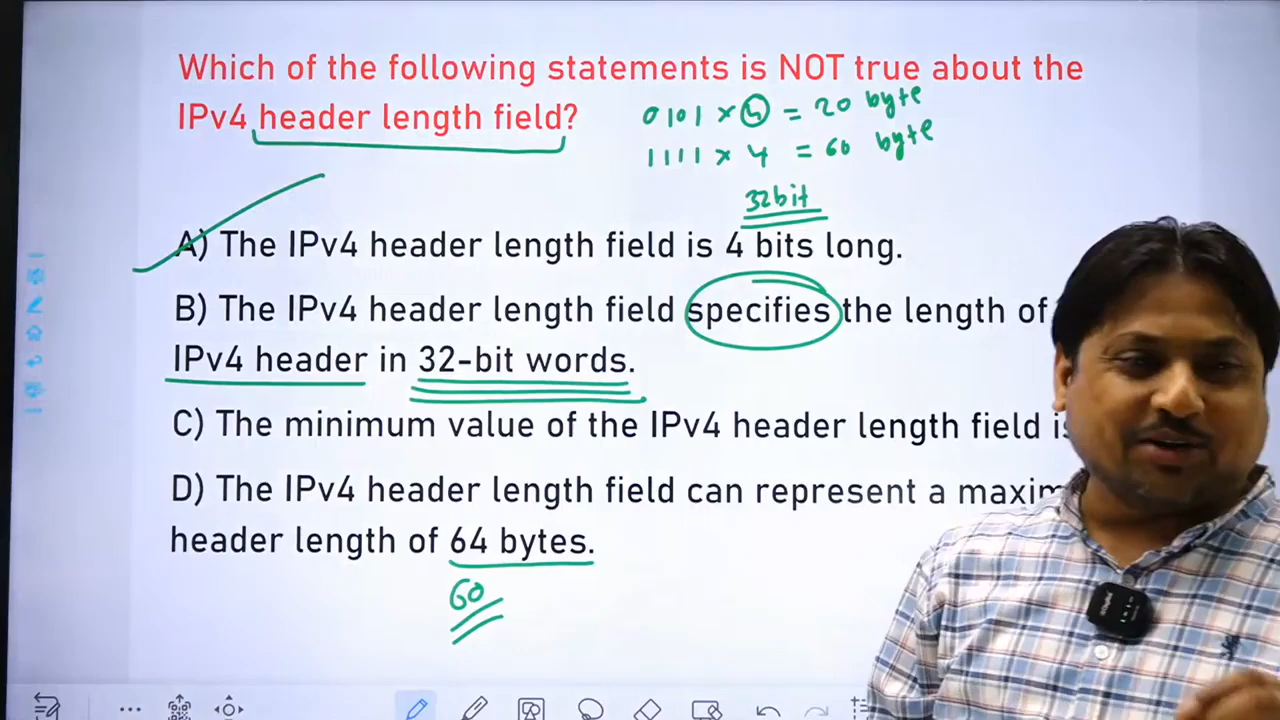 Which of the following statements is NOT true about the
IPv4 header length field?
0101 × 4 = 20 byte
1111 × 4 = 60 byte
32bit
A) The IPv4 header length field is 4 bits long.
B) The IPv4 header length field specifies the length of
IPv4 header in 32-bit words.
C) The minimum value of the IPv4 header length field
D) The IPv4 header length field can represent a
header length of 64 bytes.
60